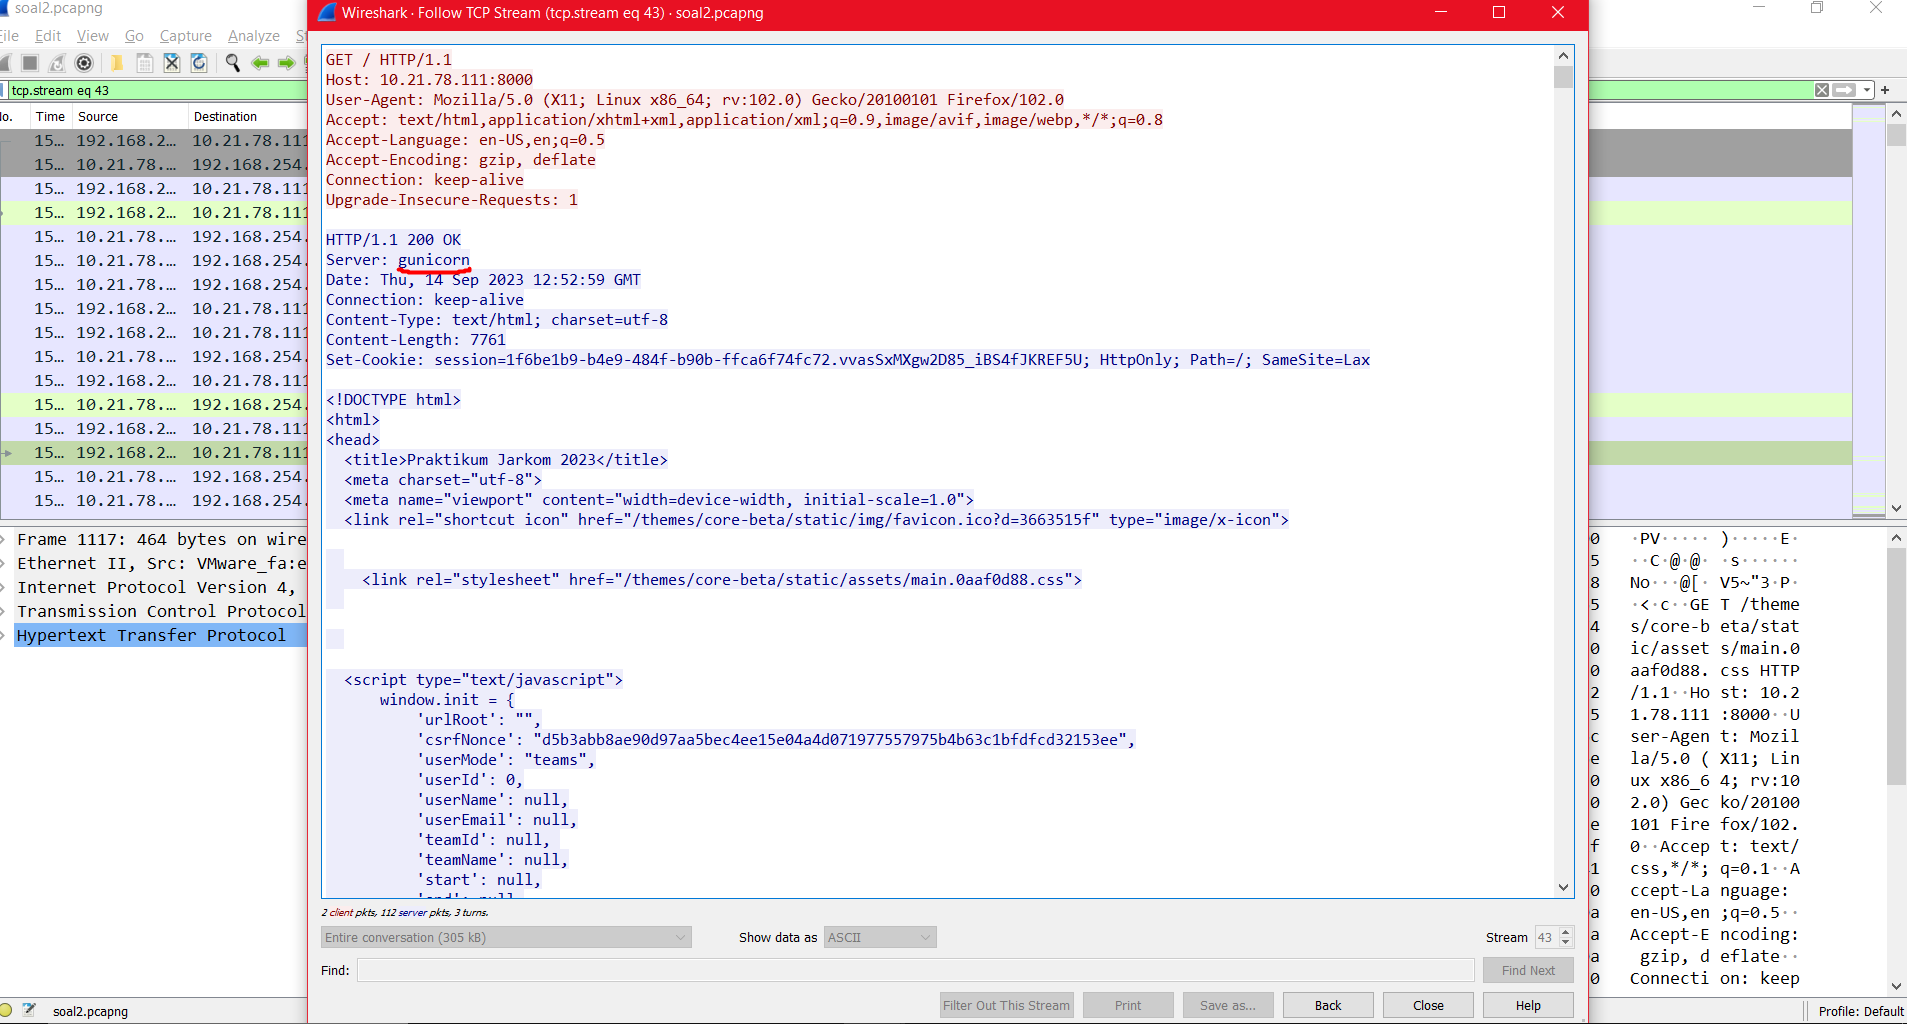 soal2.pcapng
Wireshark · Follow TCP Stream (tcp.stream eq 43) · soal2.pcapng
File Edit View Go Capture Analyze
tcp.stream eq 43
No. Time Source Destination
15... 192.168.2... 10.21.78.111
15... 10.21.78.... 192.168.254.
15... 192.168.2... 10.21.78.111
15... 192.168.2... 10.21.78.111
15... 10.21.78.... 192.168.254.
15... 10.21.78.... 192.168.254.
15... 10.21.78.... 192.168.254.
15... 192.168.2... 10.21.78.111
15... 192.168.2... 10.21.78.111
15... 10.21.78.... 192.168.254.
15... 192.168.2... 10.21.78.111
15... 10.21.78.... 192.168.254.
15... 192.168.2... 10.21.78.111
15... 192.168.2... 10.21.78.111
15... 10.21.78.... 192.168.254.
15... 10.21.78.... 192.168.254.
Frame 1117: 464 bytes on wire
Ethernet II, Src: VMware_fa:e
Internet Protocol Version 4,
Transmission Control Protocol
Hypertext Transfer Protocol
GET / HTTP/1.1
Host: 10.21.78.111:8000
User-Agent: Mozilla/5.0 (X11; Linux x86_64; rv:102.0) Gecko/20100101 Firefox/102.0
Accept: text/html,application/xhtml+xml,application/xml;q=0.9,image/avif,image/webp,*/*;q=0.8
Accept-Language: en-US,en;q=0.5
Accept-Encoding: gzip, deflate
Connection: keep-alive
Upgrade-Insecure-Requests: 1
HTTP/1.1 200 OK
Server: gunicorn
Date: Thu, 14 Sep 2023 12:52:59 GMT
Connection: keep-alive
Content-Type: text/html; charset=utf-8
Content-Length: 7761
Set-Cookie: session=1f6be1b9-b4e9-484f-b90b-ffca6f74fc72.vvasSxMXgw2D85_iBS4fJKREF5U; HttpOnly; Path=/; SameSite=Lax
<!DOCTYPE html>
<html>
<head>
<title>Praktikum Jarkom 2023</title>
<meta charset="utf-8">
<meta name="viewport" content="width=device-width, initial-scale=1.0">
<link rel="shortcut icon" href="/themes/core-beta/static/img/favicon.ico?d=3663515f" type="image/x-icon">
<link rel="stylesheet" href="/themes/core-beta/static/assets/main.0aaf0d88.css">
<script type="text/javascript">
window.init = {
'urlRoot': "",
'csrfNonce': "d5b3abb8ae90d97aa5bec4ee15e04a4d071977557975b4b63c1bfdfcd32153ee",
'userMode': "teams",
'userId': 0,
'userName': null,
'userEmail': null,
'teamId': null,
'teamName': null,
'start': null,
'end': null
2 client pkts, 112 server pkts, 3 turns.
Entire conversation (305 kB)
Show data as ASCII
Stream 43
Find:
Find Next
Filter Out This Stream Print Save as... Back Close Help
0 ·PV····· )·····E·
5 ··C·@·@· ·s······
8 No···@[· V5~"3·P·
5 ·<·c··GE T /theme
4 s/core-b eta/stat
0 ic/asset s/main.0
0 aaf0d88. css HTTP
2 /1.1··Ho st: 10.2
5 1.78.111 :8000··U
c ser-Agen t: Mozil
e la/5.0 ( X11; Lin
0 ux x86_6 4; rv:10
0 2.0) Gec ko/20100
e 101 Fire fox/102.
f 0··Accep t: text/
1 css,*/*; q=0.1··A
0 ccept-La nguage:
a en-US,en ;q=0.5··
a Accept-E ncoding:
a gzip, d eflate··
0 Connecti on: keep
soal2.pcapng
Profile: Default